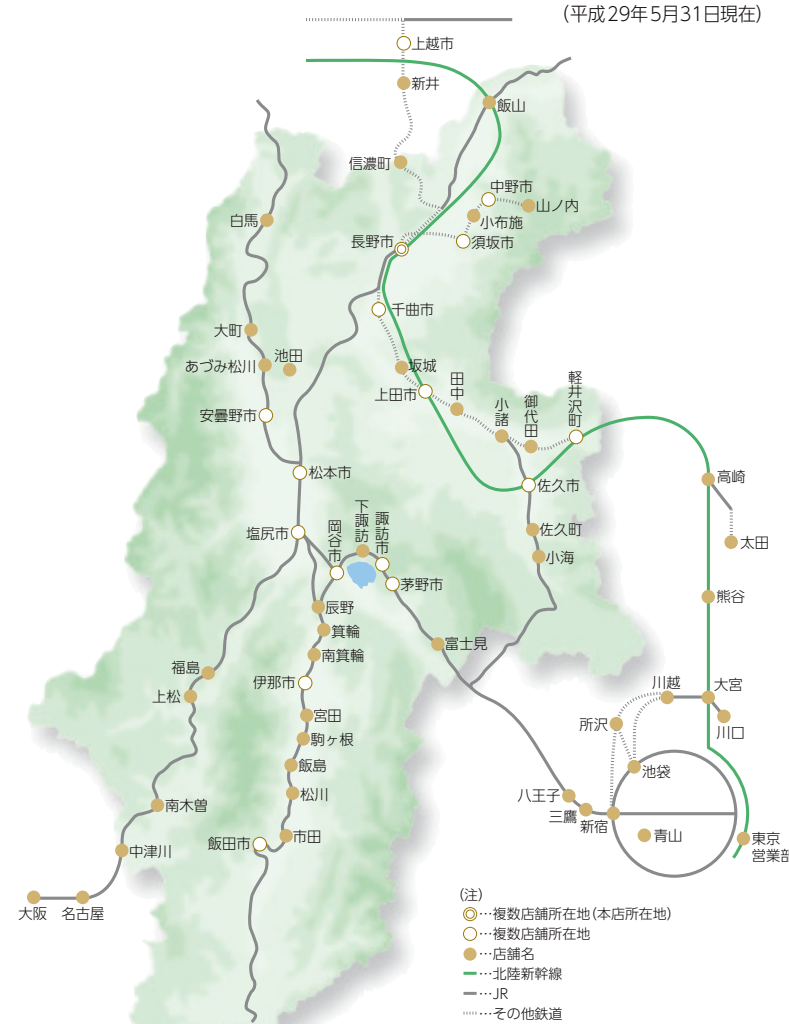 (平成29年5月31日現在)
上越市
新井
飯山
信濃町
中野市
山ノ内
小布施
白馬
長野市
須坂市
千曲市
大町
池田
あづみ松川
坂城
田中
上田市
小諸
御代田
軽井沢町
安曇野市
松本市
佐久市
高崎
下諏訪
諏訪市
岡谷市
塩尻市
佐久町
太田
小海
茅野市
辰野
熊谷
箕輪
富士見
南箕輪
福島
伊那市
上松
川越
大宮
宮田
所沢
川口
駒ヶ根
飯島
池袋
松川
八王子
南木曽
三鷹
新宿
青山
市田
飯田市
東京
営業部
中津川
大阪
名古屋
(注)
…複数店舗所在地(本店所在地)
…複数店舗所在地
…店舗名
…北陸新幹線
…JR
…その他鉄道